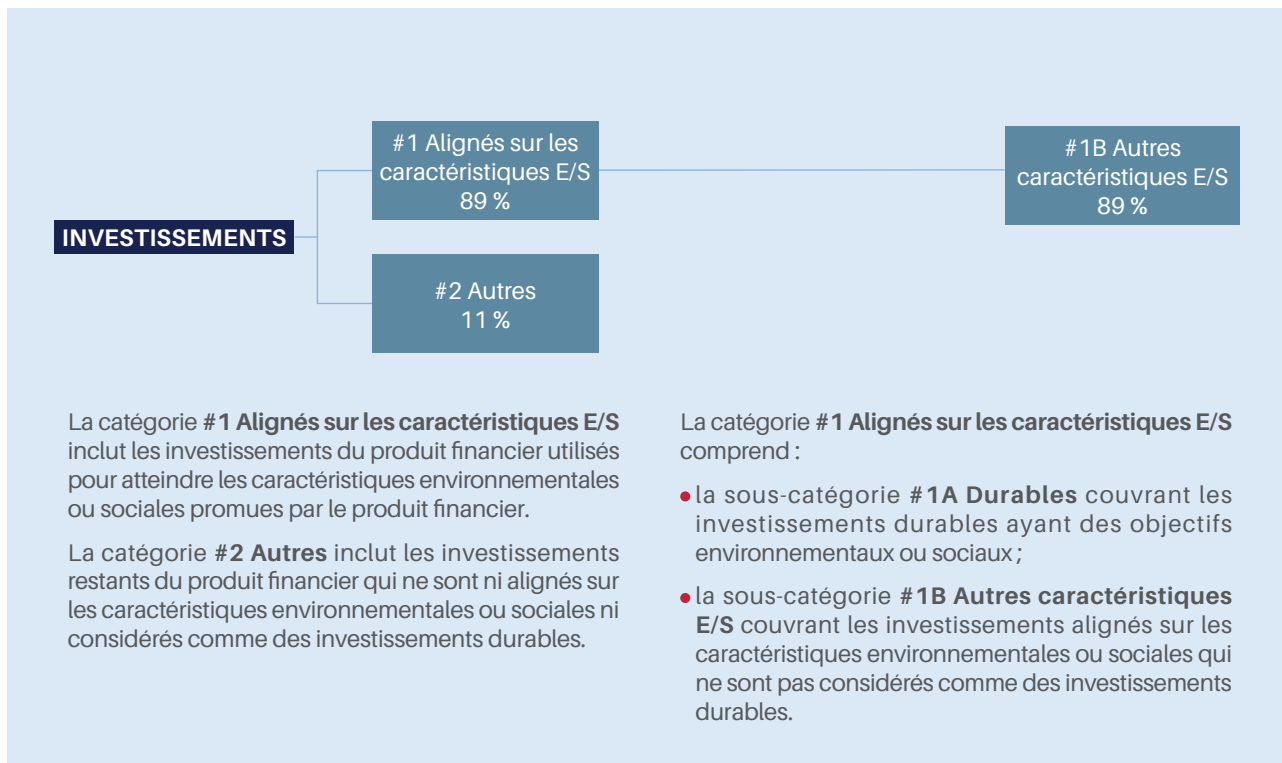 #1 Alignés sur les
caractéristiques E/S
89 %
#1B Autres
caractéristiques E/S
89 %
INVESTISSEMENTS
#2 Autres
11 %
La catégorie #1 Alignés sur les caractéristiques E/S
inclut les investissements du produit financier utilisés
pour atteindre les caractéristiques environnementales
ou sociales promues par le produit financier.
La catégorie #2 Autres inclut les investissements
restants du produit financier qui ne sont ni alignés sur
les caractéristiques environnementales ou sociales ni
considérés comme des investissements durables.
La catégorie #1 Alignés sur les caractéristiques E/S
comprend :
• la sous-catégorie #1A Durables couvrant les
investissements durables ayant des objectifs
environnementaux ou sociaux ;
• la sous-catégorie #1B Autres caractéristiques
E/S couvrant les investissements alignés sur les
caractéristiques environnementales ou sociales qui
ne sont pas considérés comme des investissements
durables.